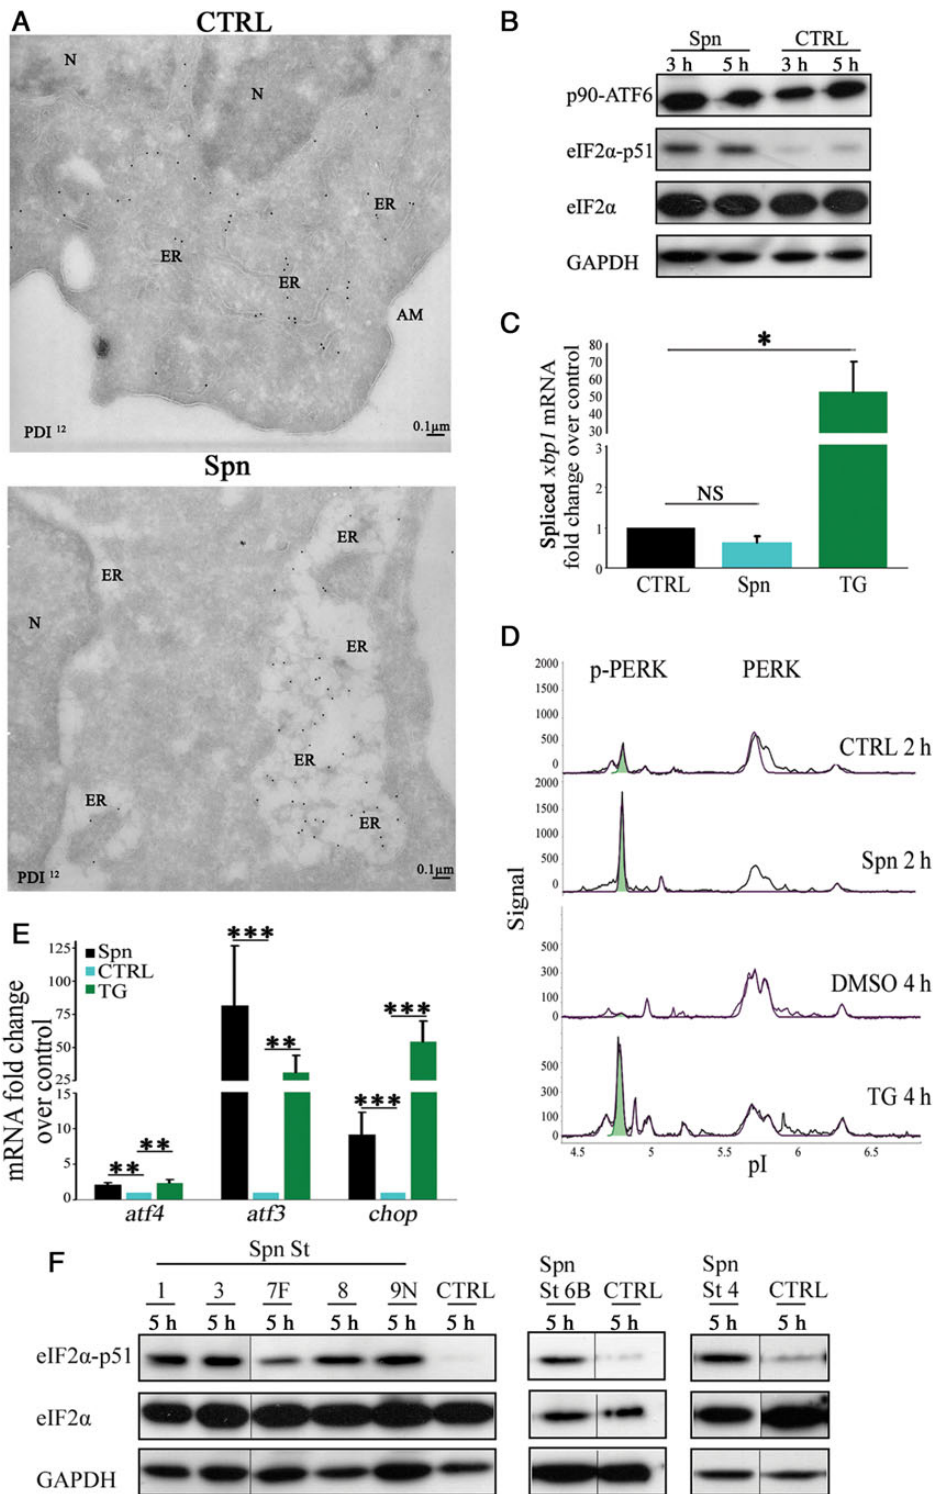 A
CTRL
N
N
ER
ER
ER
AM
PDI 12
0.1µm
Spn
ER
ER
N
ER
ER
ER
ER
PDI 12
0.1µm
B
Spn CTRL
3 h 5 h 3 h 5 h
p90-ATF6
eIF2α-p51
eIF2α
GAPDH
C
Spliced xbp1 mRNA
fold change over control
80
70
60
50
40
30
3
2
1
0
*
NS
CTRL Spn TG
D
p-PERK PERK
Signal
2000
1500
1000
500
0
CTRL 2 h
2000
1500
1000
500
0
Spn 2 h
500
300
100
0
DMSO 4 h
500
300
100
0
TG 4 h
4.5 5 5.5 6 6.5
pI
E
mRNA fold change
over control
125
100
75
50
25
15
10
5
0
Spn
CTRL
TG
*** ** ***
** ** ***
atf4 atf3 chop
F
Spn St
1 3 7F 8 9N CTRL
5 h 5 h 5 h 5 h 5 h 5 h
Spn
St 6B CTRL
5 h 5 h
Spn
St 4 CTRL
5 h 5 h
eIF2α-p51
eIF2α
GAPDH